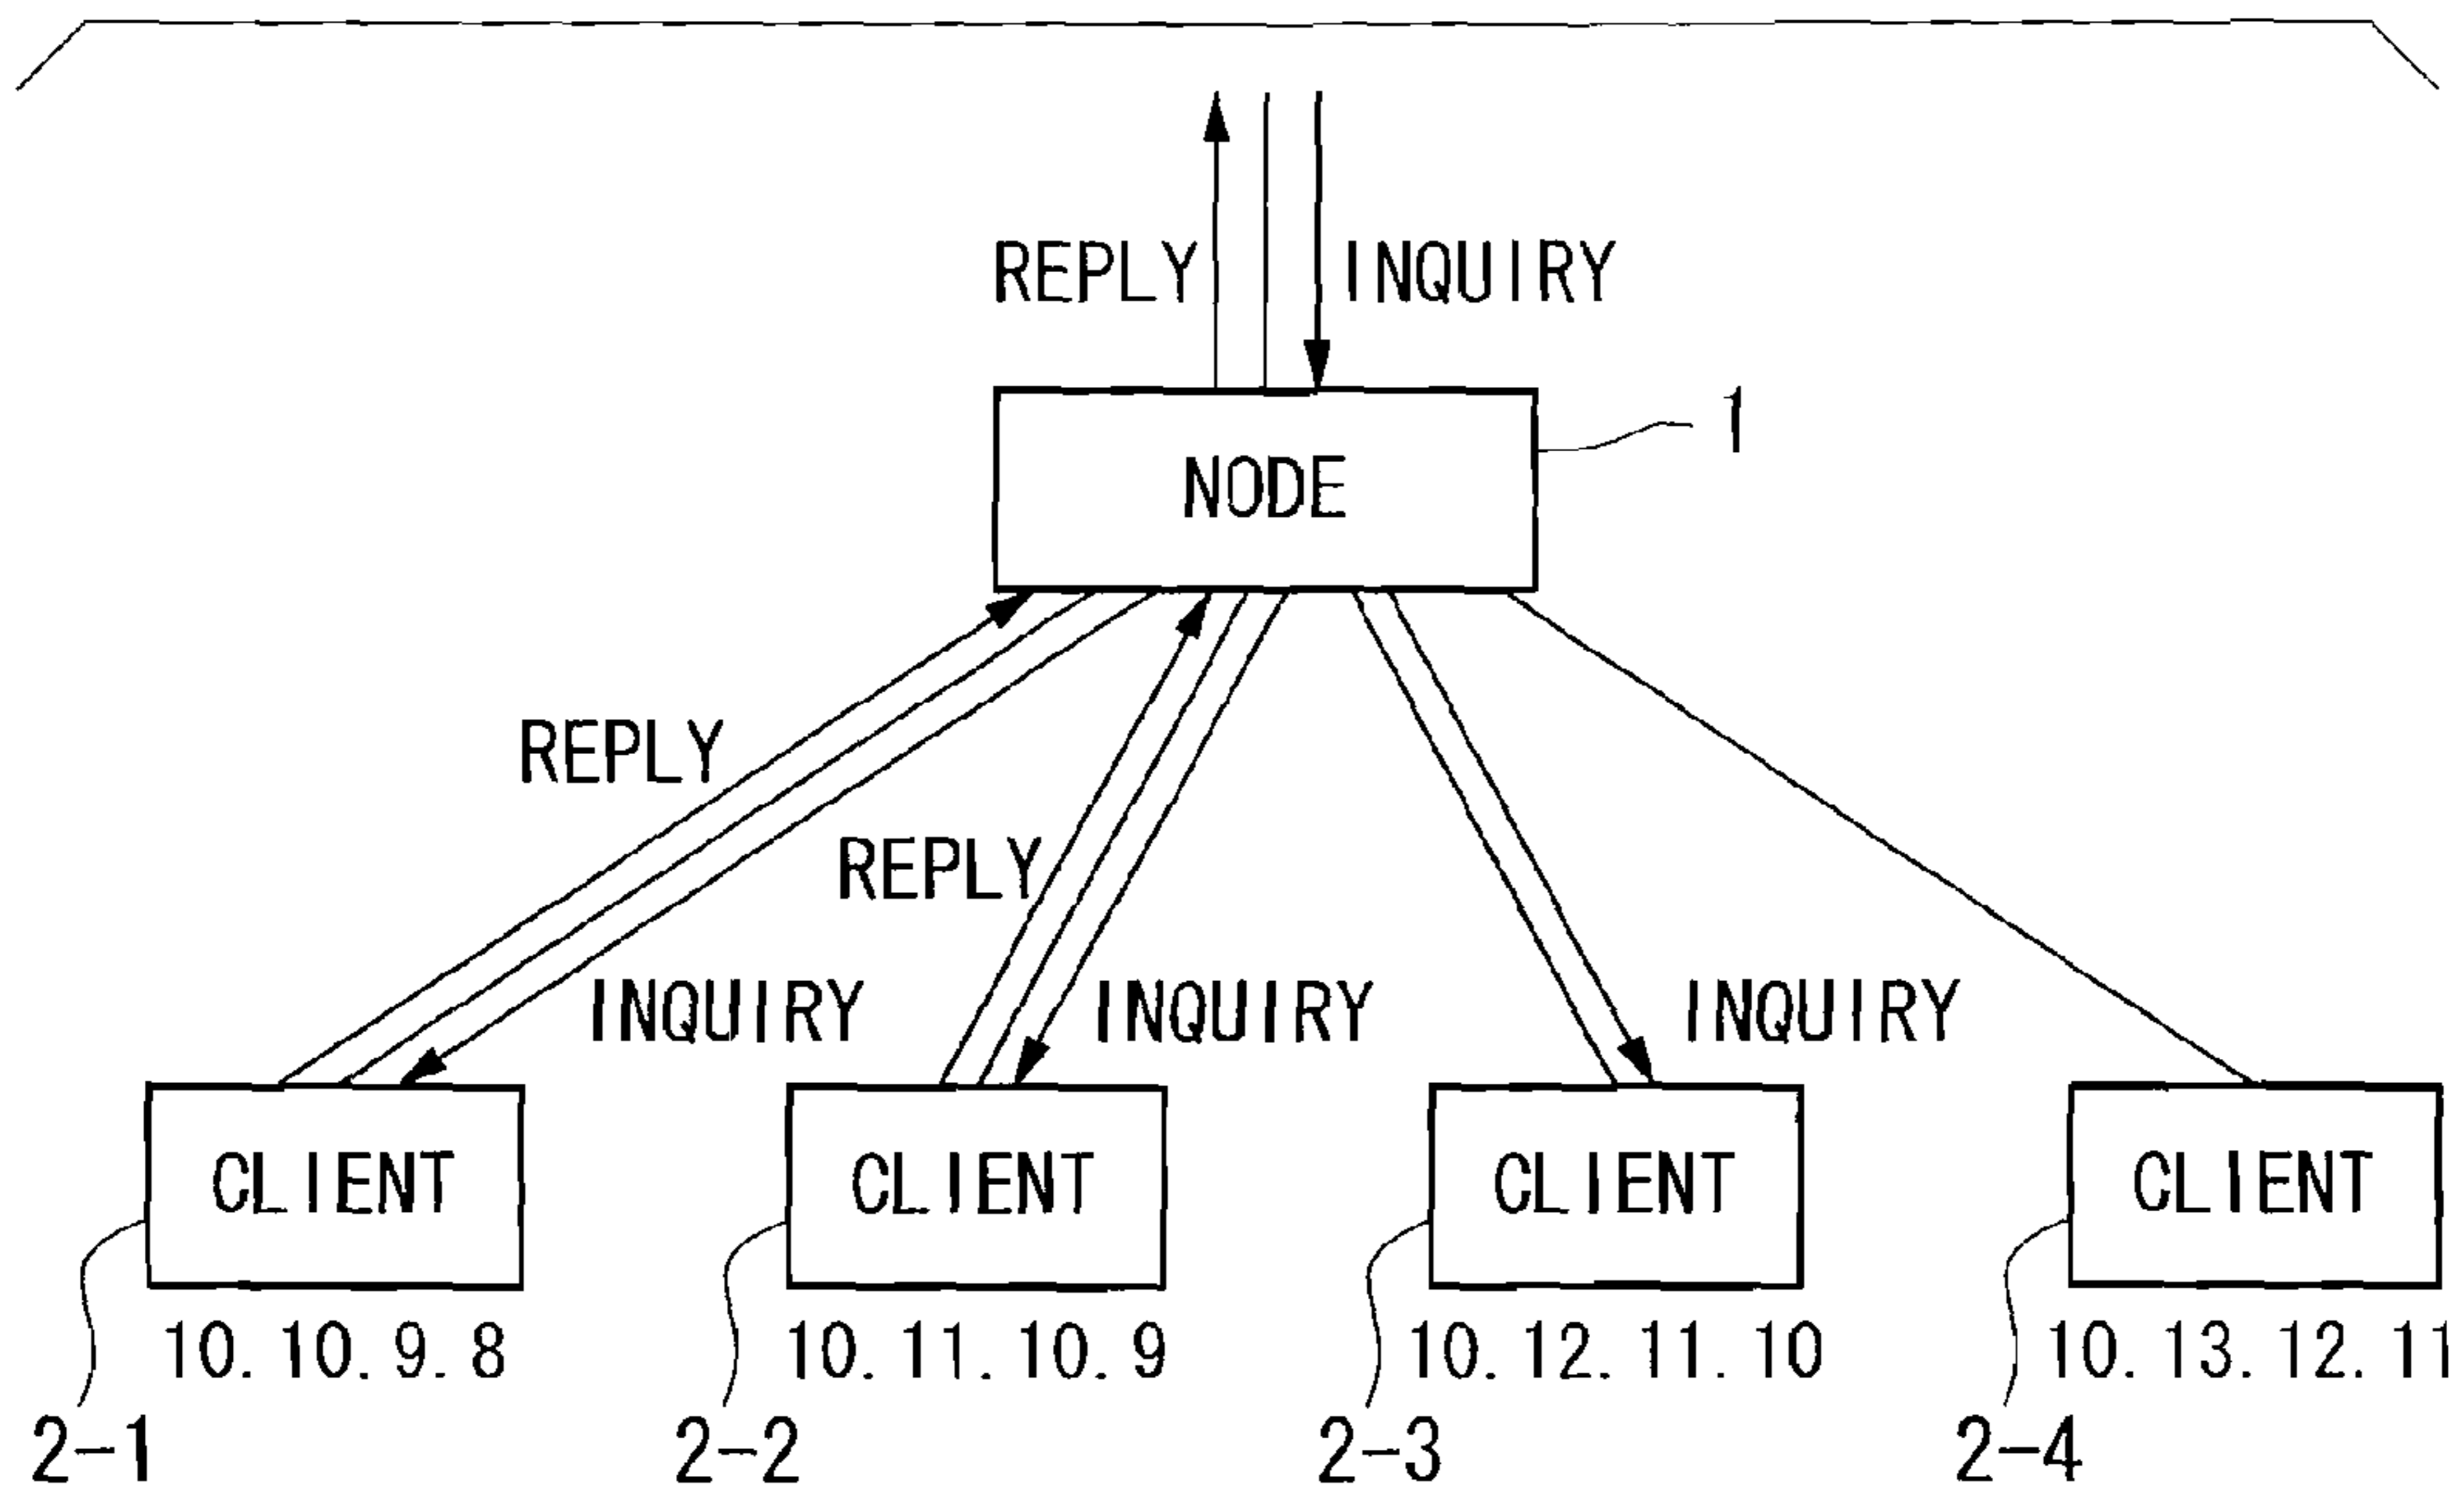 REPLY INQUIRY
1
NODE
REPLY
REPLY
INQUIRY INQUIRY INQUIRY
CLIENT CLIENT CLIENT CLIENT
10. 10. 9. 8 10. 11. 10. 9 10. 12. 11. 10 10. 13. 12. 11
2-1 2-2 2-3 2-4